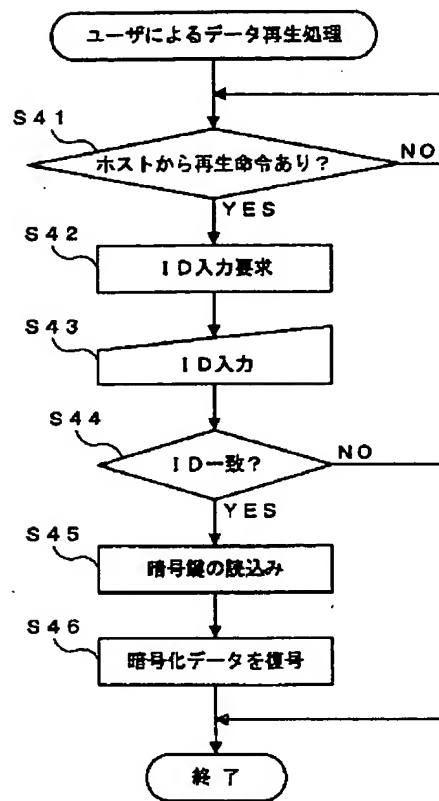 ユーザによるデータ再生処理
S41
ホストから再生命令あり?
NO
YES
S42
ID入力要求
S43
ID入力
S44
ID一致?
NO
YES
S45
暗号鍵の読込み
S46
暗号化データを復号
終了